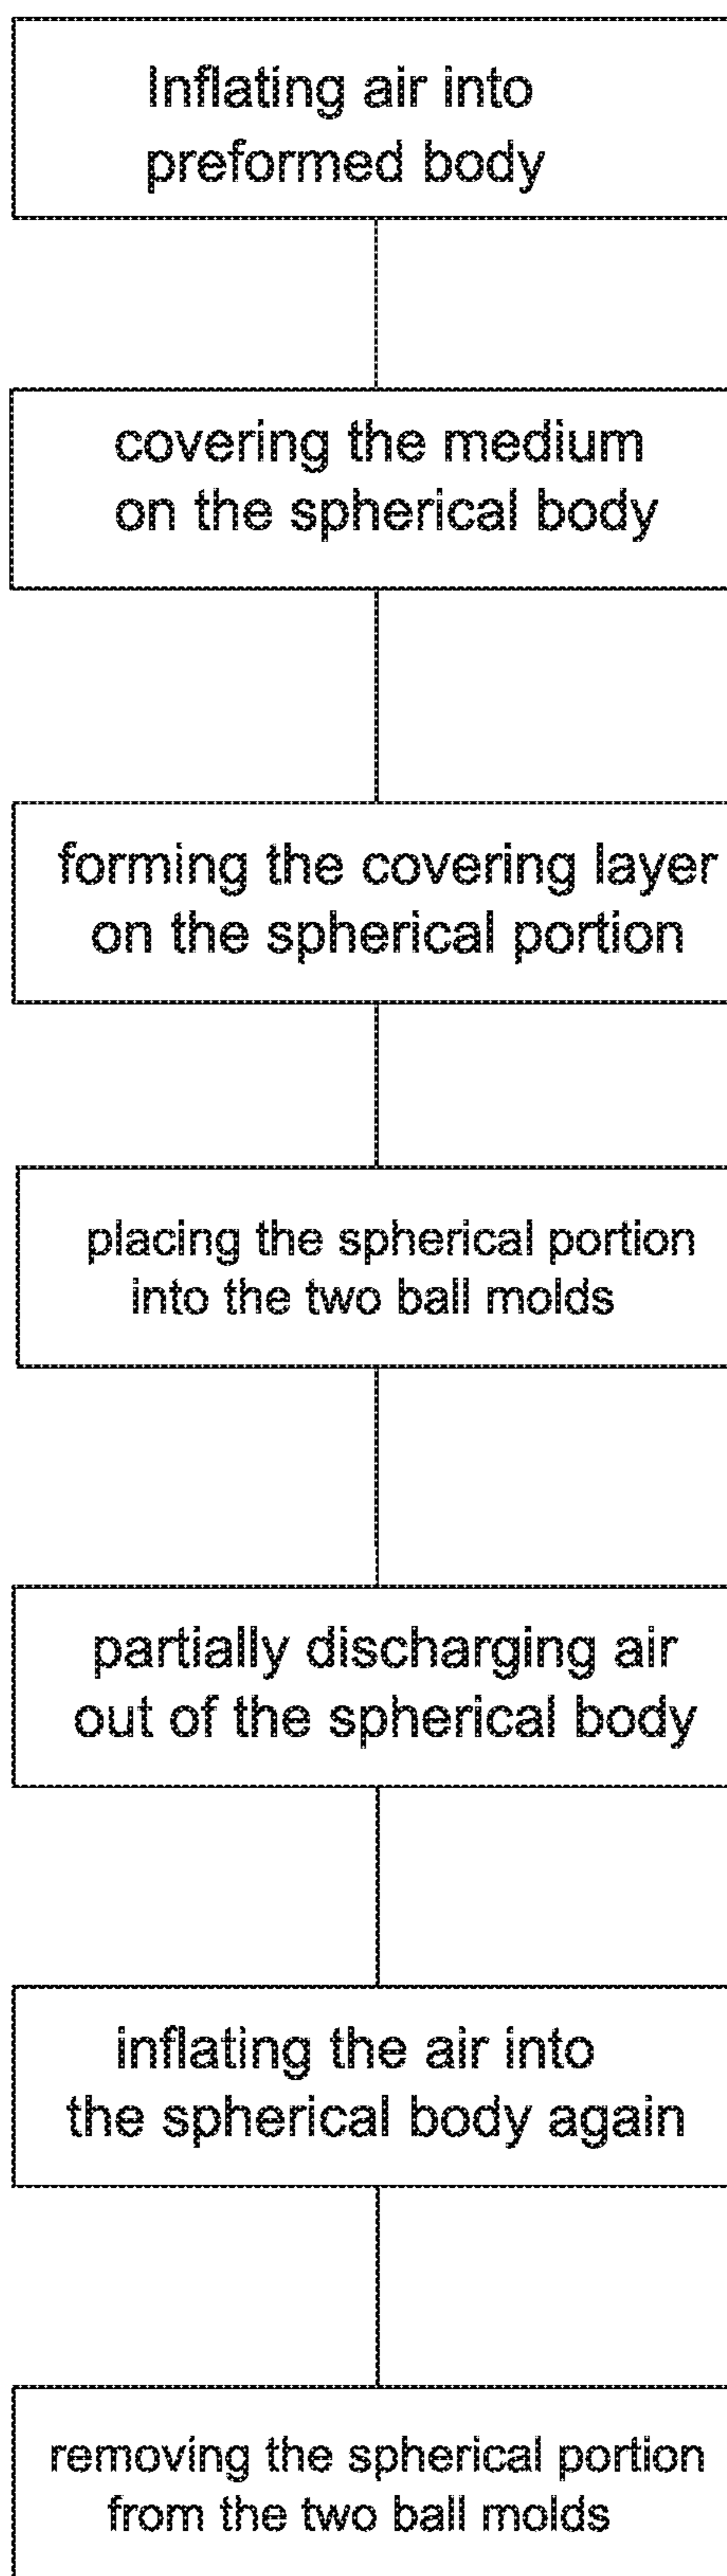 Inflating air into
preformed body
covering the medium
on the spherical body
forming the covering layer
on the spherical portion
placing the spherical portion
into the two ball molds
partially discharging air
out of the spherical body
inflating the air into
the spherical body again
removing the spherical portion
from the two ball molds